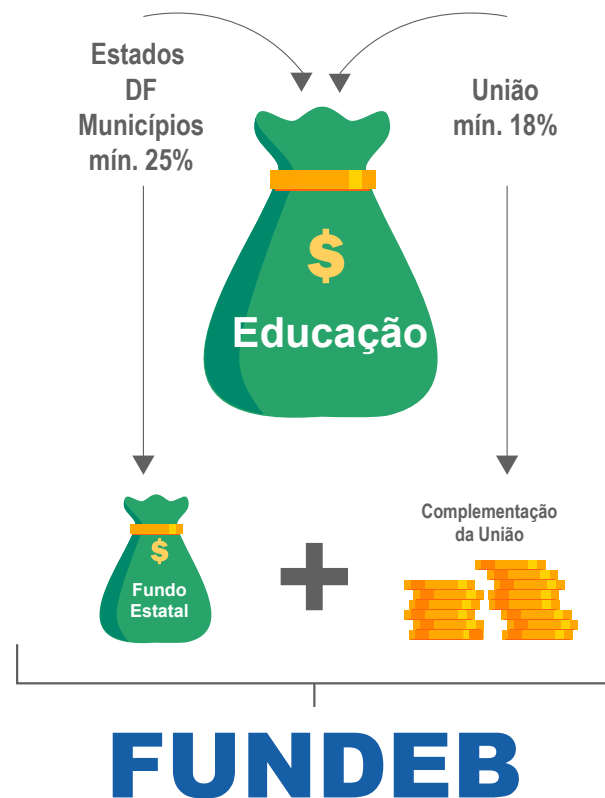 Estados
DF
Municípios
mín. 25%
União
mín. 18%
$
Educação
$
Fundo
Estatal
+
Complementação
da União
FUNDEB